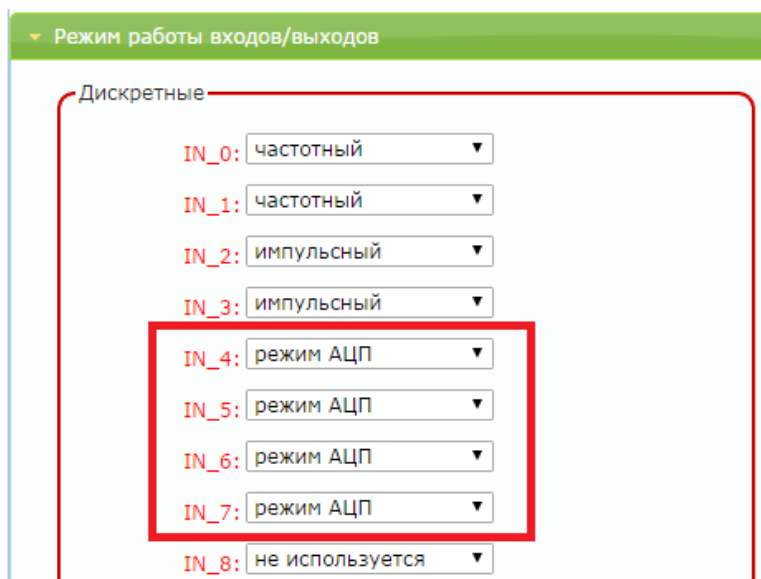 Режим работы входов/выходов
Дискретные
IN_0: частотный
IN_1: частотный
IN_2: импульсный
IN_3: импульсный
IN_4: режим АЦП
IN_5: режим АЦП
IN_6: режим АЦП
IN_7: режим АЦП
IN_8: не используется